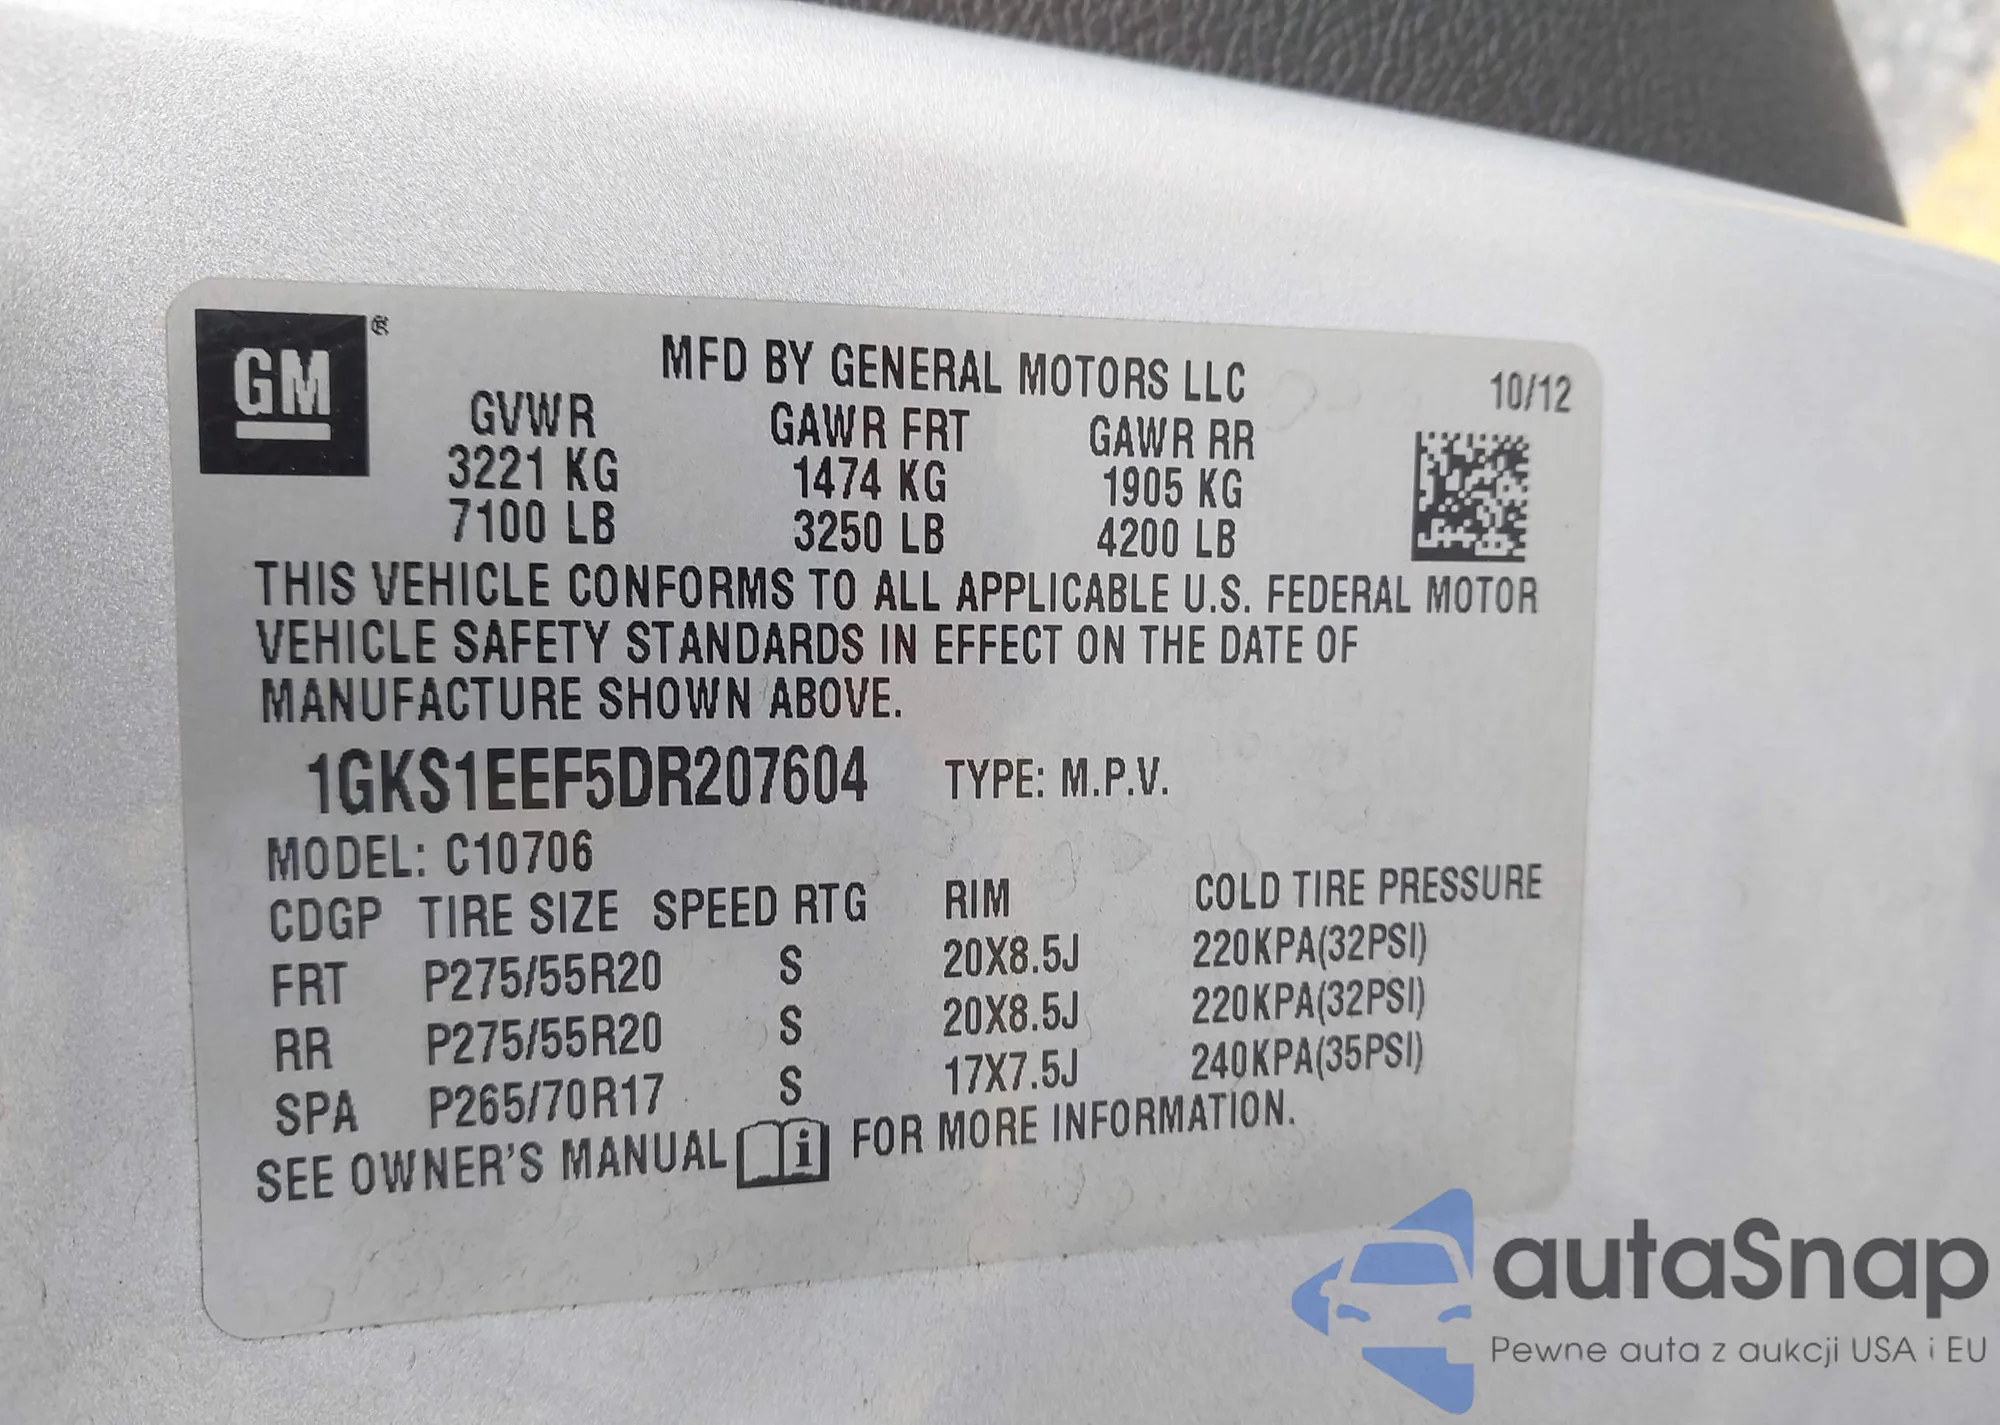 GM®
MFD BY GENERAL MOTORS LLC 10/12
GVWR GAWR FRT GAWR RR
3221 KG 1474 KG 1905 KG
7100 LB 3250 LB 4200 LB
THIS VEHICLE CONFORMS TO ALL APPLICABLE U.S. FEDERAL MOTOR
VEHICLE SAFETY STANDARDS IN EFFECT ON THE DATE OF
MANUFACTURE SHOWN ABOVE.
1GKS1EEF5DR207604 TYPE: M.P.V.
MODEL: C10706
CDGP TIRE SIZE SPEED RTG RIM COLD TIRE PRESSURE
FRT P275/55R20 S 20X8.5J 220KPA(32PSI)
RR P275/55R20 S 20X8.5J 220KPA(32PSI)
SPA P265/70R17 S 17X7.5J 240KPA(35PSI)
SEE OWNER'S MANUAL i FOR MORE INFORMATION.
autaSnap
Pewne auta z aukcji USA i EU